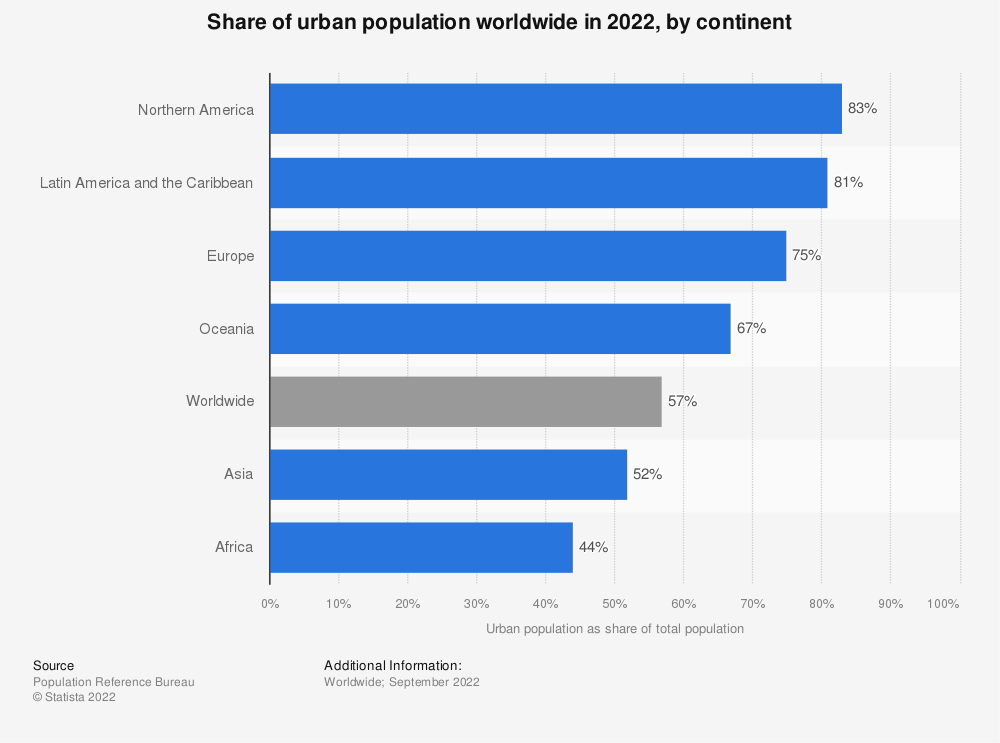 Share of urban population worldwide in 2022, by continent
Northern America 83%
Latin America and the Caribbean 81%
Europe 75%
Oceania 67%
Worldwide 57%
Asia 52%
Africa 44%
0% 10% 20% 30% 40% 50% 60% 70% 80% 90% 100%
Urban population as share of total population
Source
Population Reference Bureau
© Statista 2022
Additional Information:
Worldwide; September 2022